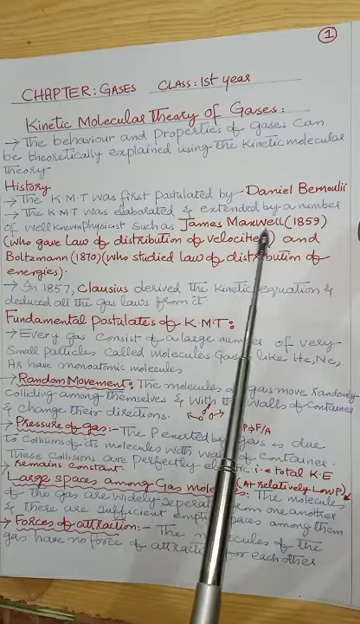 1
CHAPTER: GASES CLASS: 1st year
Kinetic Molecular Theory of Gases:
→ The behaviour and Properties of gases can
be theoretically explained using the Kinetic molecular
theory.
History
→ The K.M.T was first postulated by Daniel Bernoulii
→ The K.M.T was elaborated & extended by a number
of well known physicist such as James Maxwell (1859)
(who gave Law of distribution of Velocities) and
Boltzmann (1870) (who studied law of distribution of
energies).
→ In 1857, Clausius derived the Kinetic equation &
deduced all the gas laws from it
Fundamental Postulates of K.M.T:
→ Every gas Consist of a large number of very
Small particles called molecules Gas like He, Ne,
Ar have monoatomic molecules
→ Random Movement: The molecules of gas move Randomly
Colliding among themselves & with the walls of Container
& change their directions.
→ Pressure of Gas:- The P exerted by gas is due P=F/A
to Collisions of its molecules with walls of container.
These Collisions are Perfectly elastic i.e total K.E
→ Remains Constant.
Large spaces among Gas molecules (At relatively Low P): The molecules
of the gas are widely seperated from one another
& there are sufficient empty spaces among them
→ Forces of attraction:- The molecules of the
gas have no force of attraction for each other